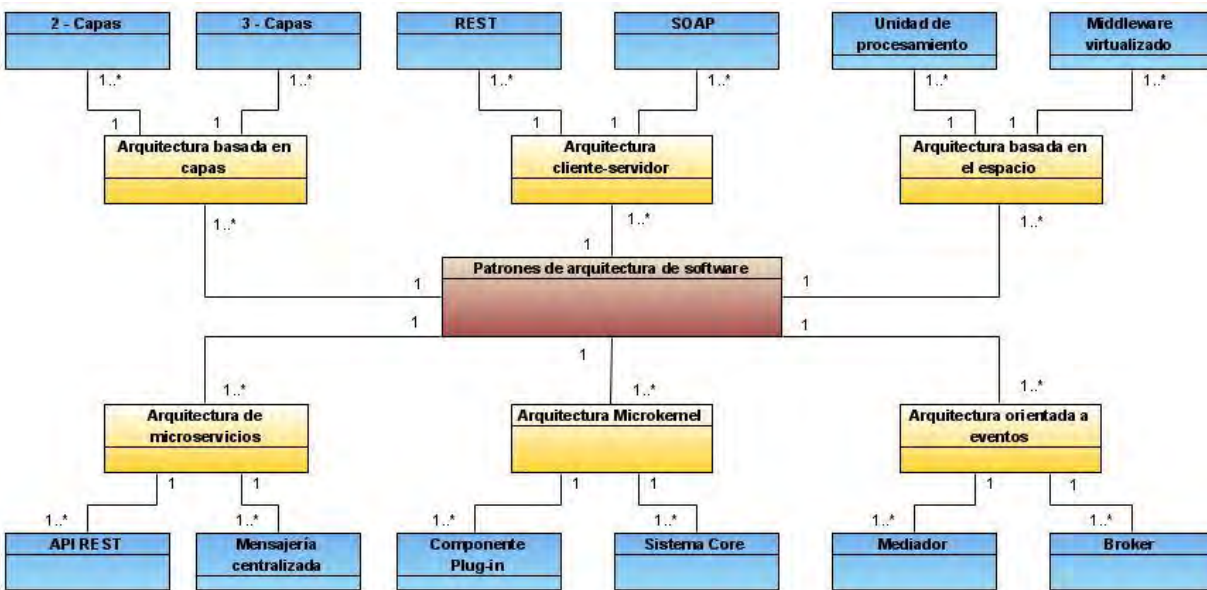 2 - Capas
3 - Capas
REST
SOAP
Unidad de
procesamiento
Middleware
virtualizado
1..*
1..*
1..*
1..*
1..*
1..*
1
1
1
1
1
1
Arquitectura basada en
capas
Arquitectura
cliente-servidor
Arquitectura basada en
el espacio
1..*
1..*
1..*
1
Patrones de arquitectura de software
1
1
1
1
1
1..*
1..*
1..*
Arquitectura de
microservicios
Arquitectura Microkernel
Arquitectura orientada a
eventos
1
1
1
1
1
1
1..*
1..*
1..*
1..*
1..*
1..*
API REST
Mensajería
centralizada
Componente
Plug-in
Sistema Core
Mediador
Broker